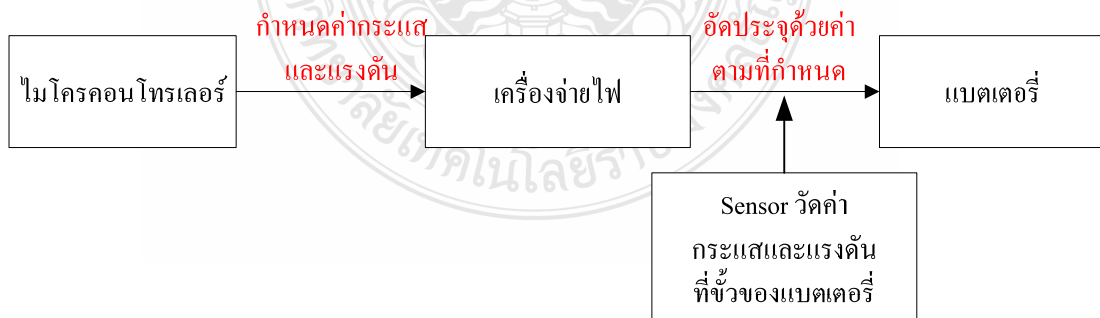 กำหนดค่ากระแส
และแรงดัน
อัดประจุด้วยค่า
ตามที่กำหนด
ไมโครคอนโทรเลอร์
เครื่องจ่ายไฟ
แบตเตอรี่
Sensor วัดค่า
กระแสและแรงดัน
ที่ขั้วของแบตเตอรี่